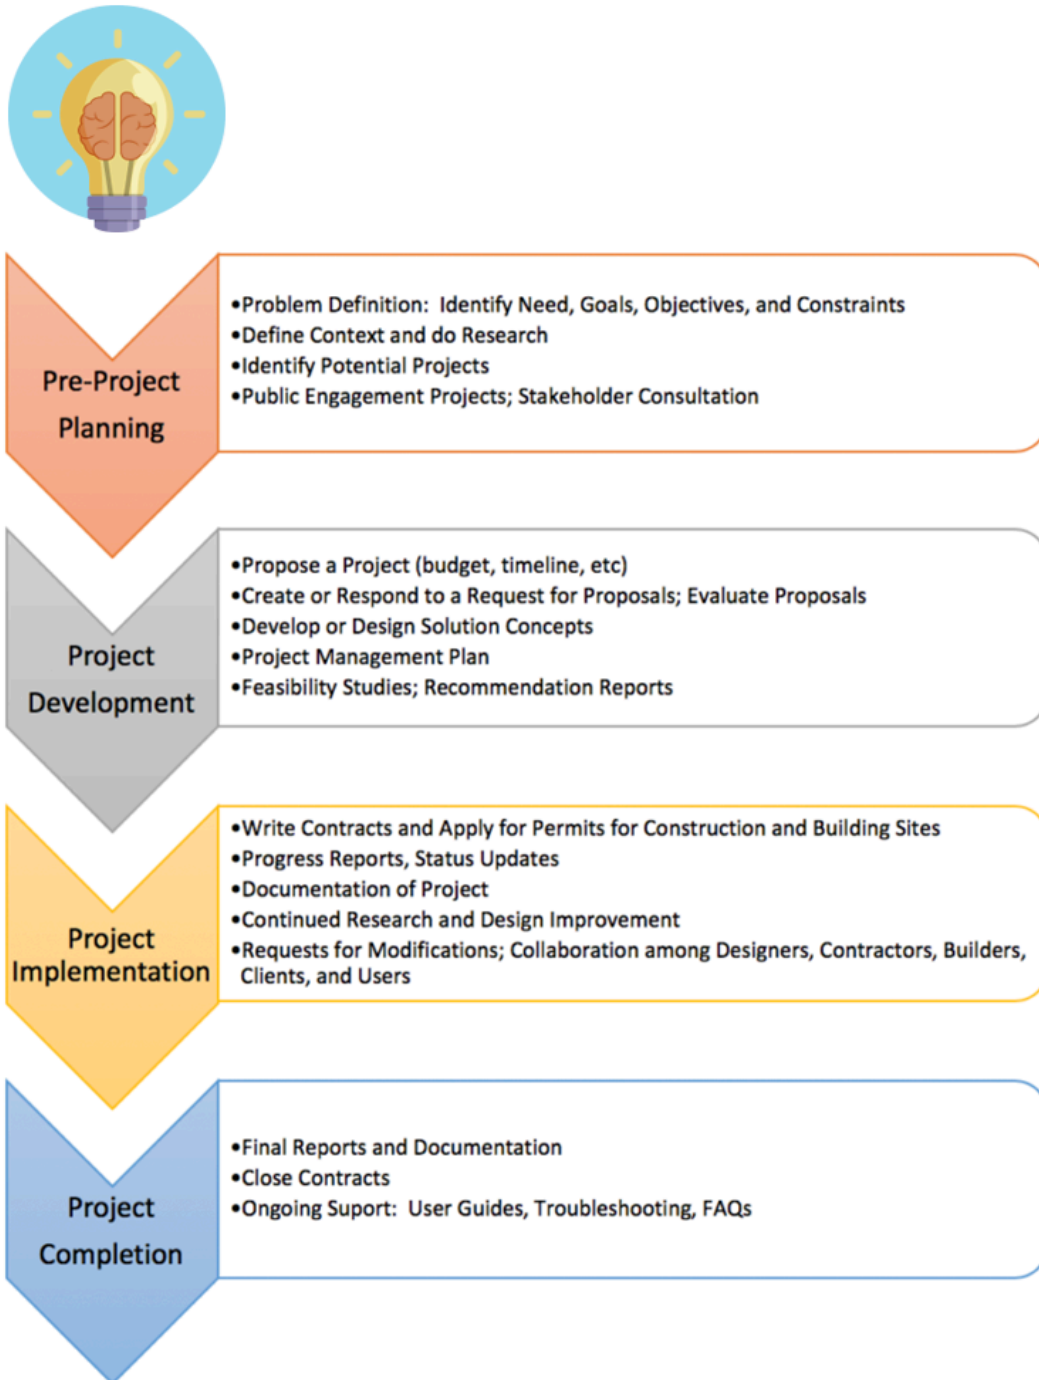 Pre-Project
Planning
•Problem Definition:  Identify Need, Goals, Objectives, and Constraints
•Define Context and do Research
•Identify Potential Projects
•Public Engagement Projects; Stakeholder Consultation
Project
Development
•Propose a Project (budget, timeline, etc)
•Create or Respond to a Request for Proposals; Evaluate Proposals
•Develop or Design Solution Concepts
•Project Management Plan
•Feasibility Studies; Recommendation Reports
Project
Implementation
•Write Contracts and Apply for Permits for Construction and Building Sites
•Progress Reports, Status Updates
•Documentation of Project
•Continued Research and Design Improvement
•Requests for Modifications; Collaboration among Designers, Contractors, Builders,
Clients, and Users
Project
Completion
•Final Reports and Documentation
•Close Contracts
•Ongoing Suport:  User Guides, Troubleshooting, FAQs